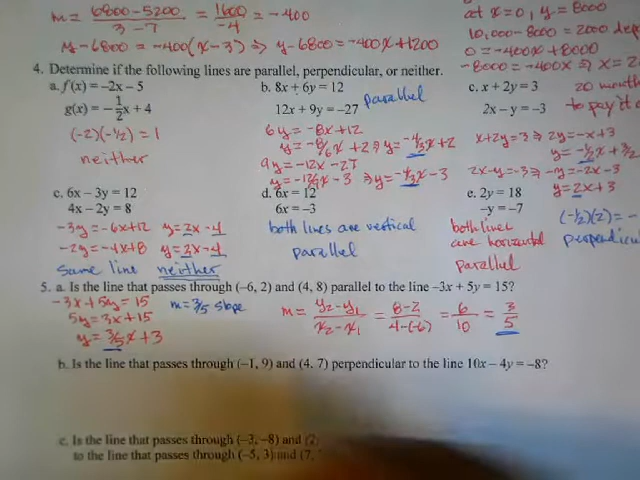 m = 6800-5200 / 3-7 = 1600 / -4 = -400
at x=0, y=8000
y-6800 = -400(x-3) ⇒ y-6800 = -400x+1200
10,000-8000 = 2000
0 = -400x+8000
-8000 = -400x ⇒ x=2
20
to pay it
4. Determine if the following lines are parallel, perpendicular, or neither.
a. f(x) = -2x - 5
g(x) = -1/2x + 4
(-2)(-1/2) = 1
neither
b. 8x + 6y = 12
12x + 9y = -27
parallel
6y = -8x+12
y = -8/6x+2 ⇒ y = -4/3x+2
9y = -12x-27
y = -12/9x-3 ⇒ y = -4/3x-3
c. x + 2y = 3
2x - y = -3
x+2y=3 ⇒ 2y=-x+3
y = -1/2x+3/2
2x-y=-3 ⇒ -y=-2x-3
y=2x+3
(-1/2)(2) = -
c. 6x - 3y = 12
4x - 2y = 8
-3y=-6x+12 y=2x-4
-2y=-4x+8 y=2x-4
same line neither
d. 6x = 12
6x = -3
both lines are vertical
parallel
e. 2y = 18
-y = -7
both lines
are horizontal
parallel
5. a. Is the line that passes through (-6, 2) and (4, 8) parallel to the line -3x + 5y = 15?
-3x+5y=15 m=3/5 slope
5y=3x+15
y=3/5x+3
m = y2-y1 / x2-x1 = 8-2 / 4-(-6) = 6/10 = 3/5
b. Is the line that passes through (-1, 9) and (4, 7) perpendicular to the line 10x - 4y = -8?
c. Is the line that passes through (-3, -8) and (2,
to the line that passes through (-5, 3) and (7,